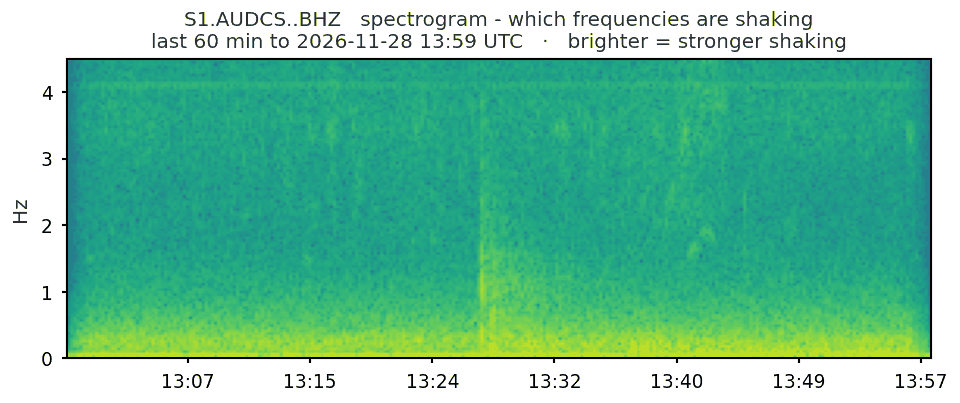 S1.AUDCS..BHZ   spectrogram - which frequencies are shaking
last 60 min to 2026-11-28 13:59 UTC   ·   brighter = stronger shaking
4
3
Hz
2
1
0
13:07 13:15 13:24 13:32 13:40 13:49 13:57